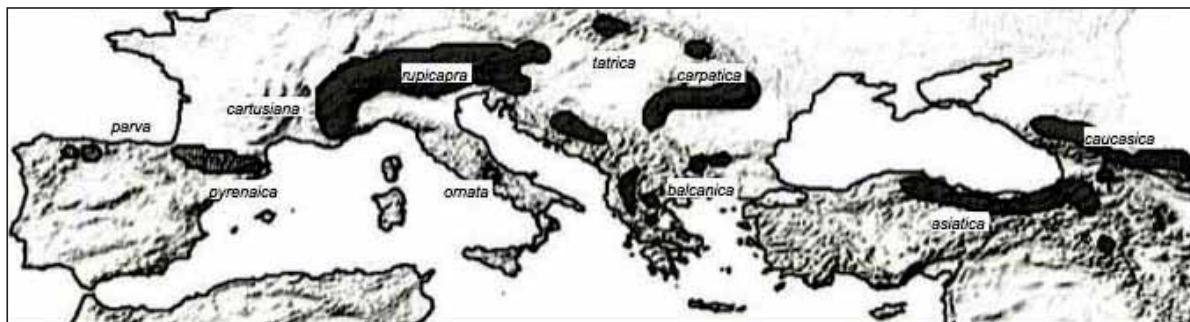 rupicapra
tatrica
carpatica
cartusiana
parva
caucasica
pyrenaica
ornata
balcanica
asiatica